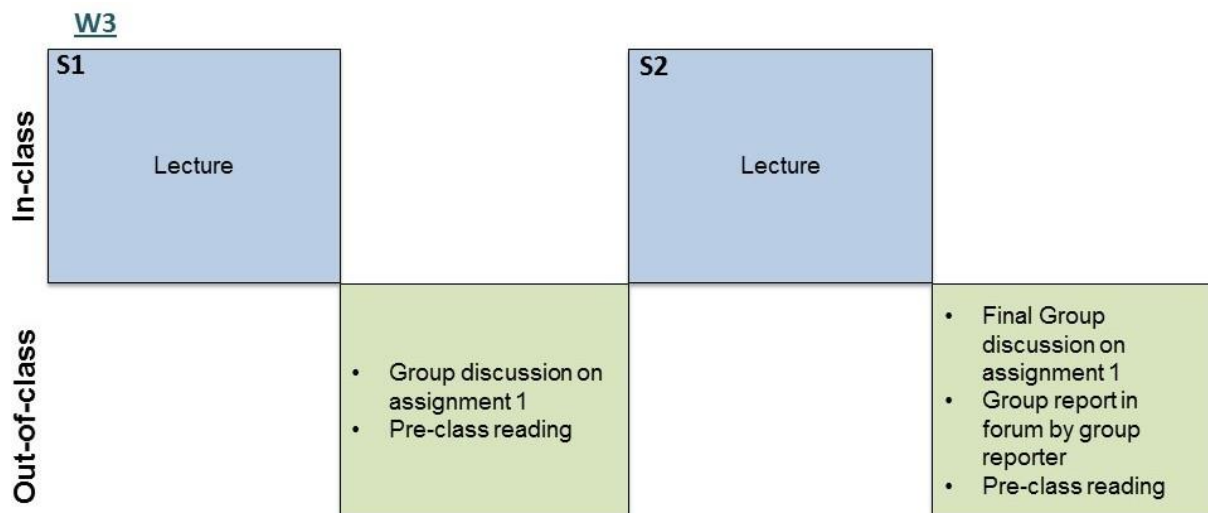 W3
S1
S2
In-class
Lecture
Lecture
Out-of-class
• Group discussion on
assignment 1
• Pre-class reading
• Final Group
discussion on
assignment 1
• Group report in
forum by group
reporter
• Pre-class reading